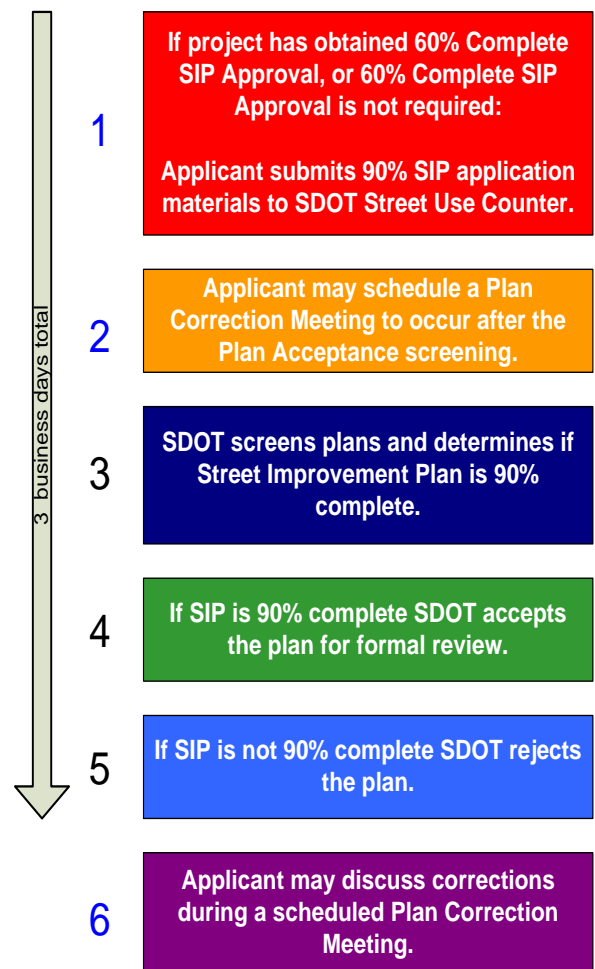 If project has obtained 60% Complete
SIP Approval, or 60% Complete SIP
Approval is not required:
1
Applicant submits 90% SIP application
materials to SDOT Street Use Counter.
Applicant may schedule a Plan
2
Correction Meeting to occur after the
Plan Acceptance screening.
3 business days total
SDOT screens plans and determines if
3
Street Improvement Plan is 90%
complete.
4
If SIP is 90% complete SDOT accepts
the plan for formal review.
5
If SIP is not 90% complete SDOT rejects
the plan.
6
Applicant may discuss corrections
during a scheduled Plan Correction
Meeting.